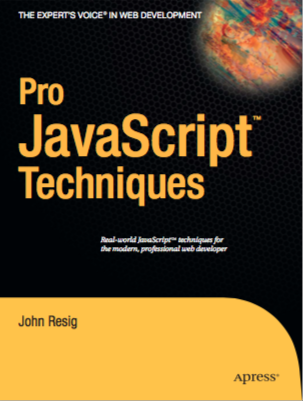 THE EXPERT'S VOICE® IN WEB DEVELOPMENT
Pro
JavaScript™
Techniques
Real-world JavaScript™ techniques for
the modern, professional web developer
John Resig
Apress®